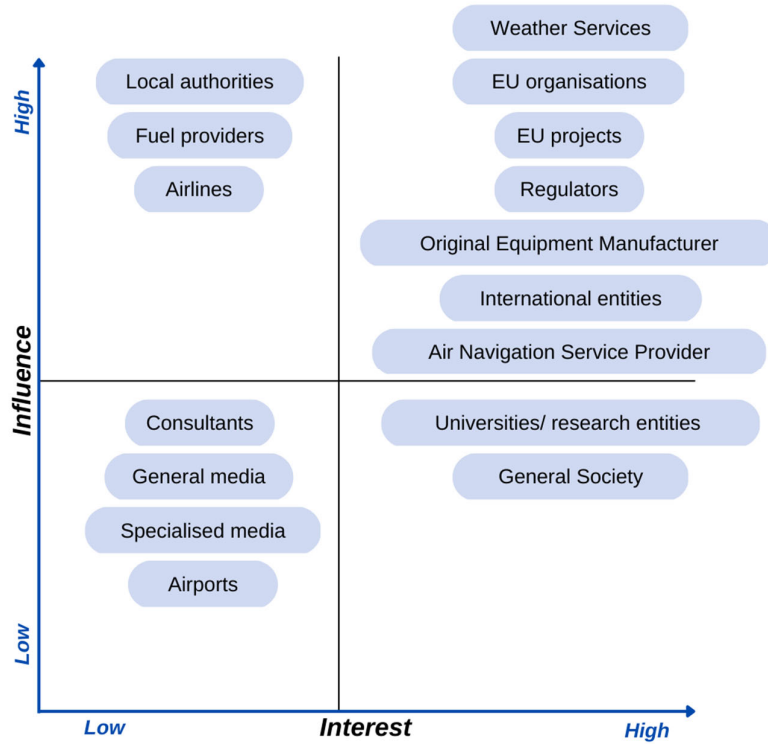 Weather Services
Local authorities
EU organisations
High
Fuel providers
EU projects
Airlines
Regulators
Original Equipment Manufacturer
International entities
Air Navigation Service Provider
Influence
Consultants
Universities/ research entities
General media
General Society
Specialised media
Airports
Low
Low
Interest
High